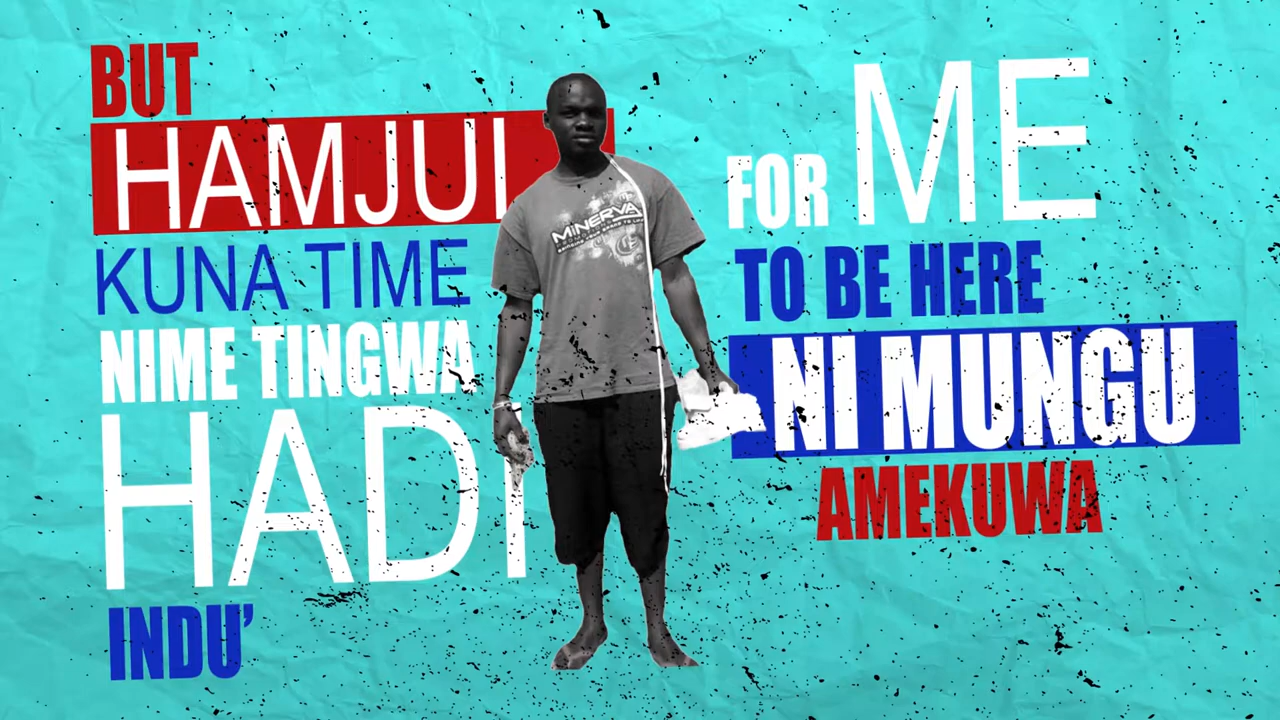 BUT
HAMJUI
KUNA TIME
NIME TINGWA
HADI
INDU'
MINERVA
FOR ME
TO BE HERE
NI MUNGU
AMEKUWA